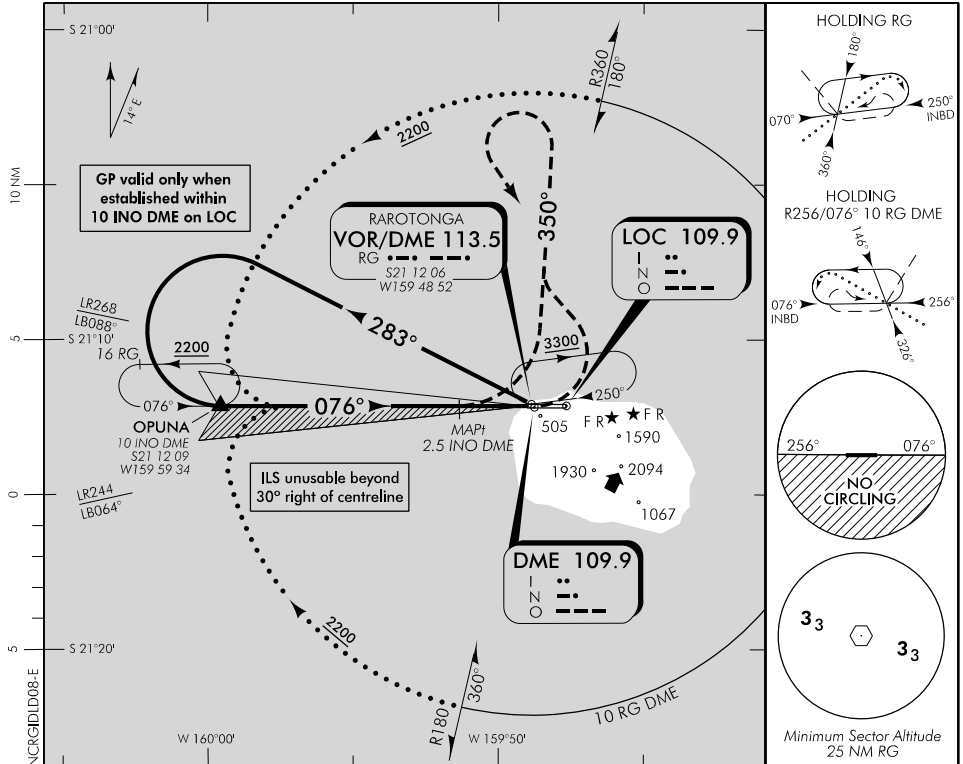 S 21°00'
14° E
10 NM
GP valid only when
established within
10 INO DME on LOC
2200
R360
180°
RAROTONGA
VOR/DME 113.5
RG
S21 12 06
W159 48 52
350°
LOC 109.9
I
N
O
LR268
LB088°
5
S 21°10'
16 RG
2200
283°
3300
076°
076°
250°
OPUNA
10 INO DME
S21 12 09
W159 59 34
MAPt
2.5 INO DME
505
F R
F R
1590
1930
2094
1067
LR244
LB064°
0
ILS unusable beyond
30° right of centreline
DME 109.9
I
N
O
2200
5
S 21°20'
R180
360°
10 RG DME
W 160°00'
W 159°50'
NCRGIDLD08-E
HOLDING RG
180°
070°
250°
INBD
360°
HOLDING
R256/076° 10 RG DME
146°
076°
INBD
256°
326°
256°
076°
NO
CIRCLING
33
33
Minimum Sector Altitude
25 NM RG